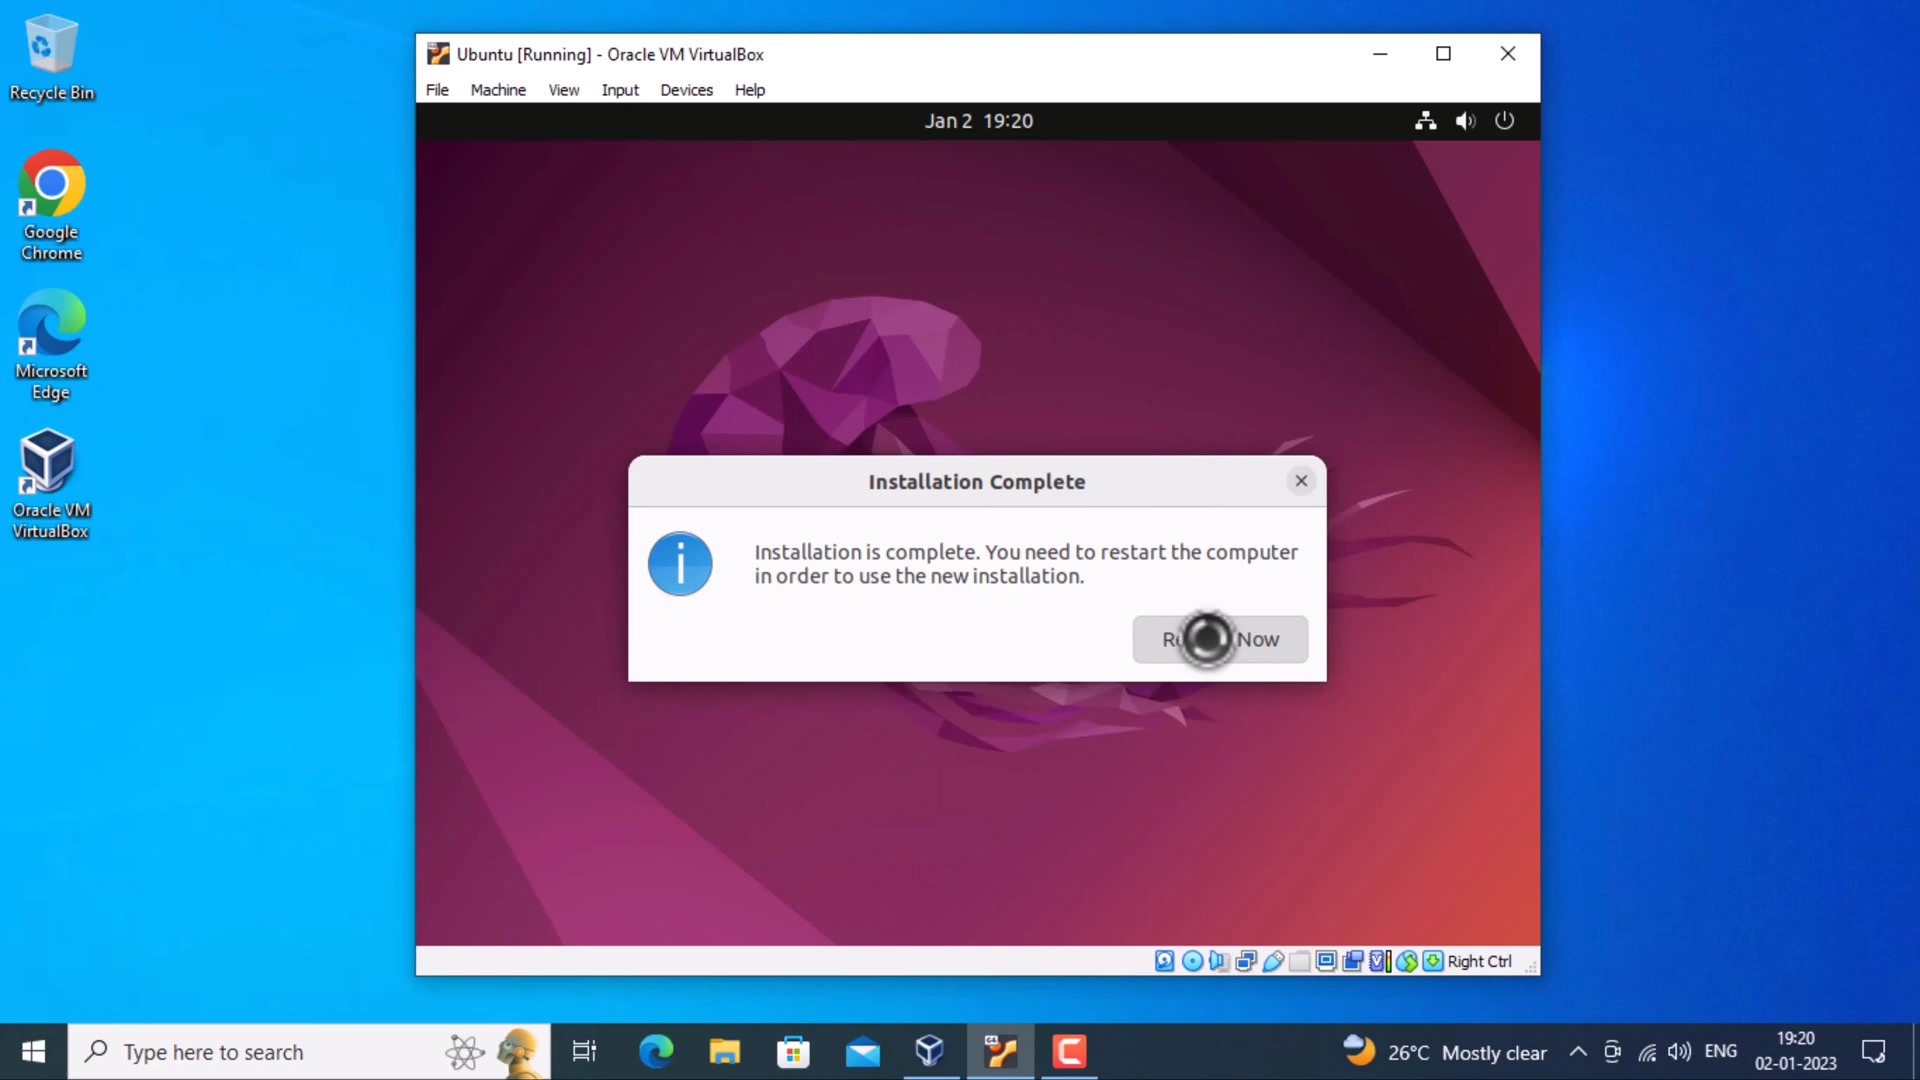 Recycle Bin
Google
Chrome
Microsoft
Edge
Oracle VM
VirtualBox
Ubuntu [Running] - Oracle VM VirtualBox
File Machine View Input Devices Help
Jan 2 19:20
Installation Complete
Installation is complete. You need to restart the computer
in order to use the new installation.
Now
Right Ctrl
Type here to search
26°C Mostly clear
ENG
19:20
02-01-2023